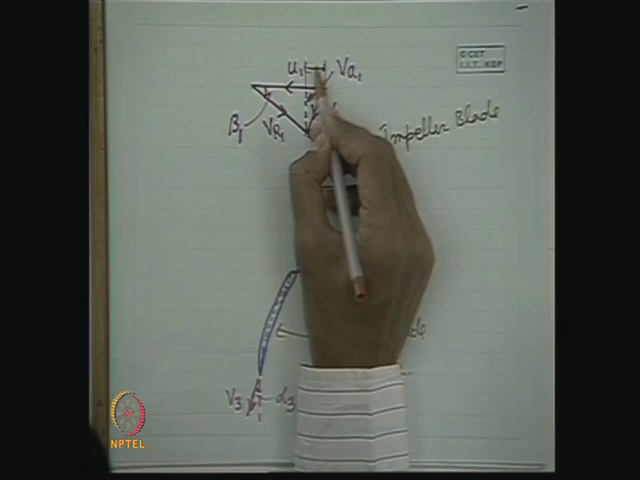 ©CET
I.I.T. KGP
u₁ Va₁
β₁ VR₁
Impeller Blade
V₃ α₃
NPTEL